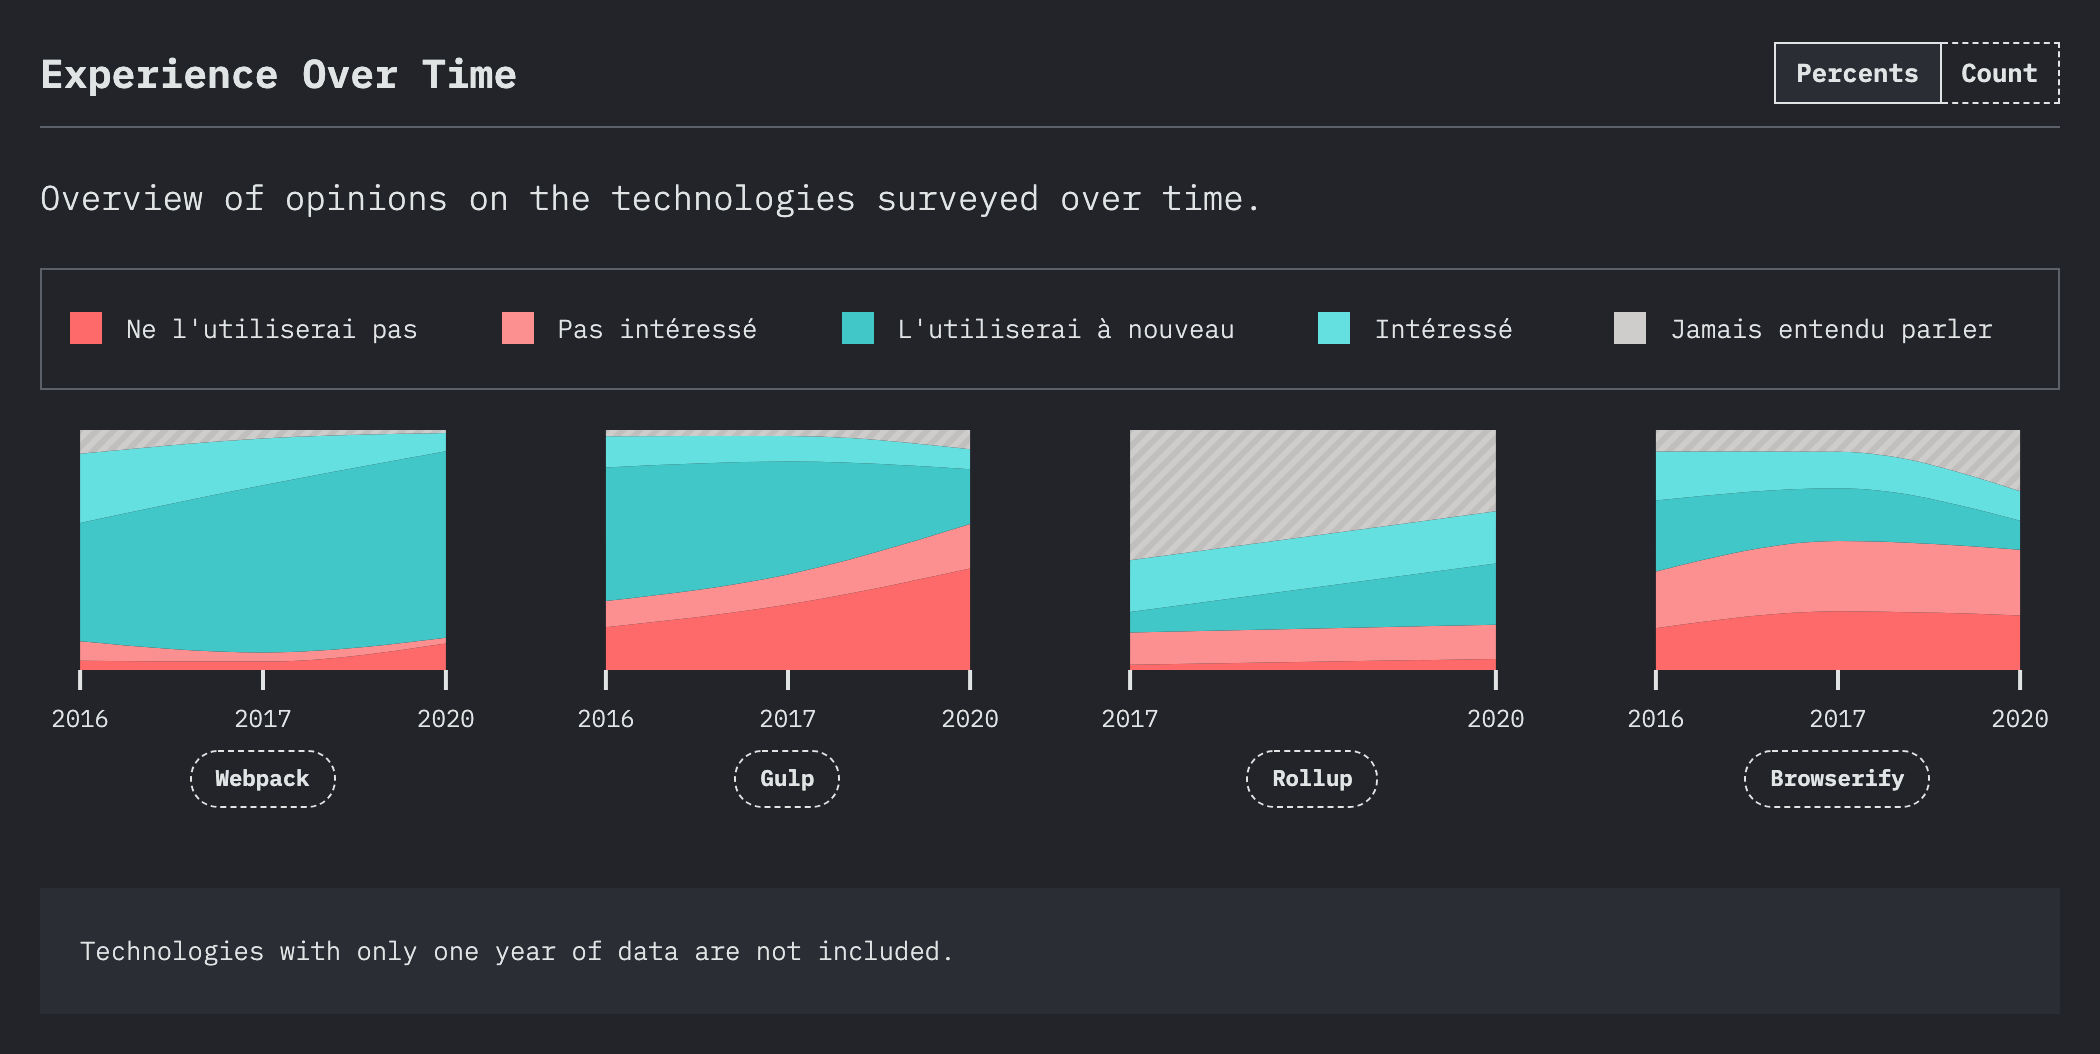 Experience Over Time
Percents
Count
Overview of opinions on the technologies surveyed over time.
Ne l'utiliserai pas
Pas intéressé
L'utiliserai à nouveau
Intéressé
Jamais entendu parler
2016 2017 2020
Webpack
2016 2017 2020
Gulp
2017 2020
Rollup
2016 2017 2020
Browserify
Technologies with only one year of data are not included.